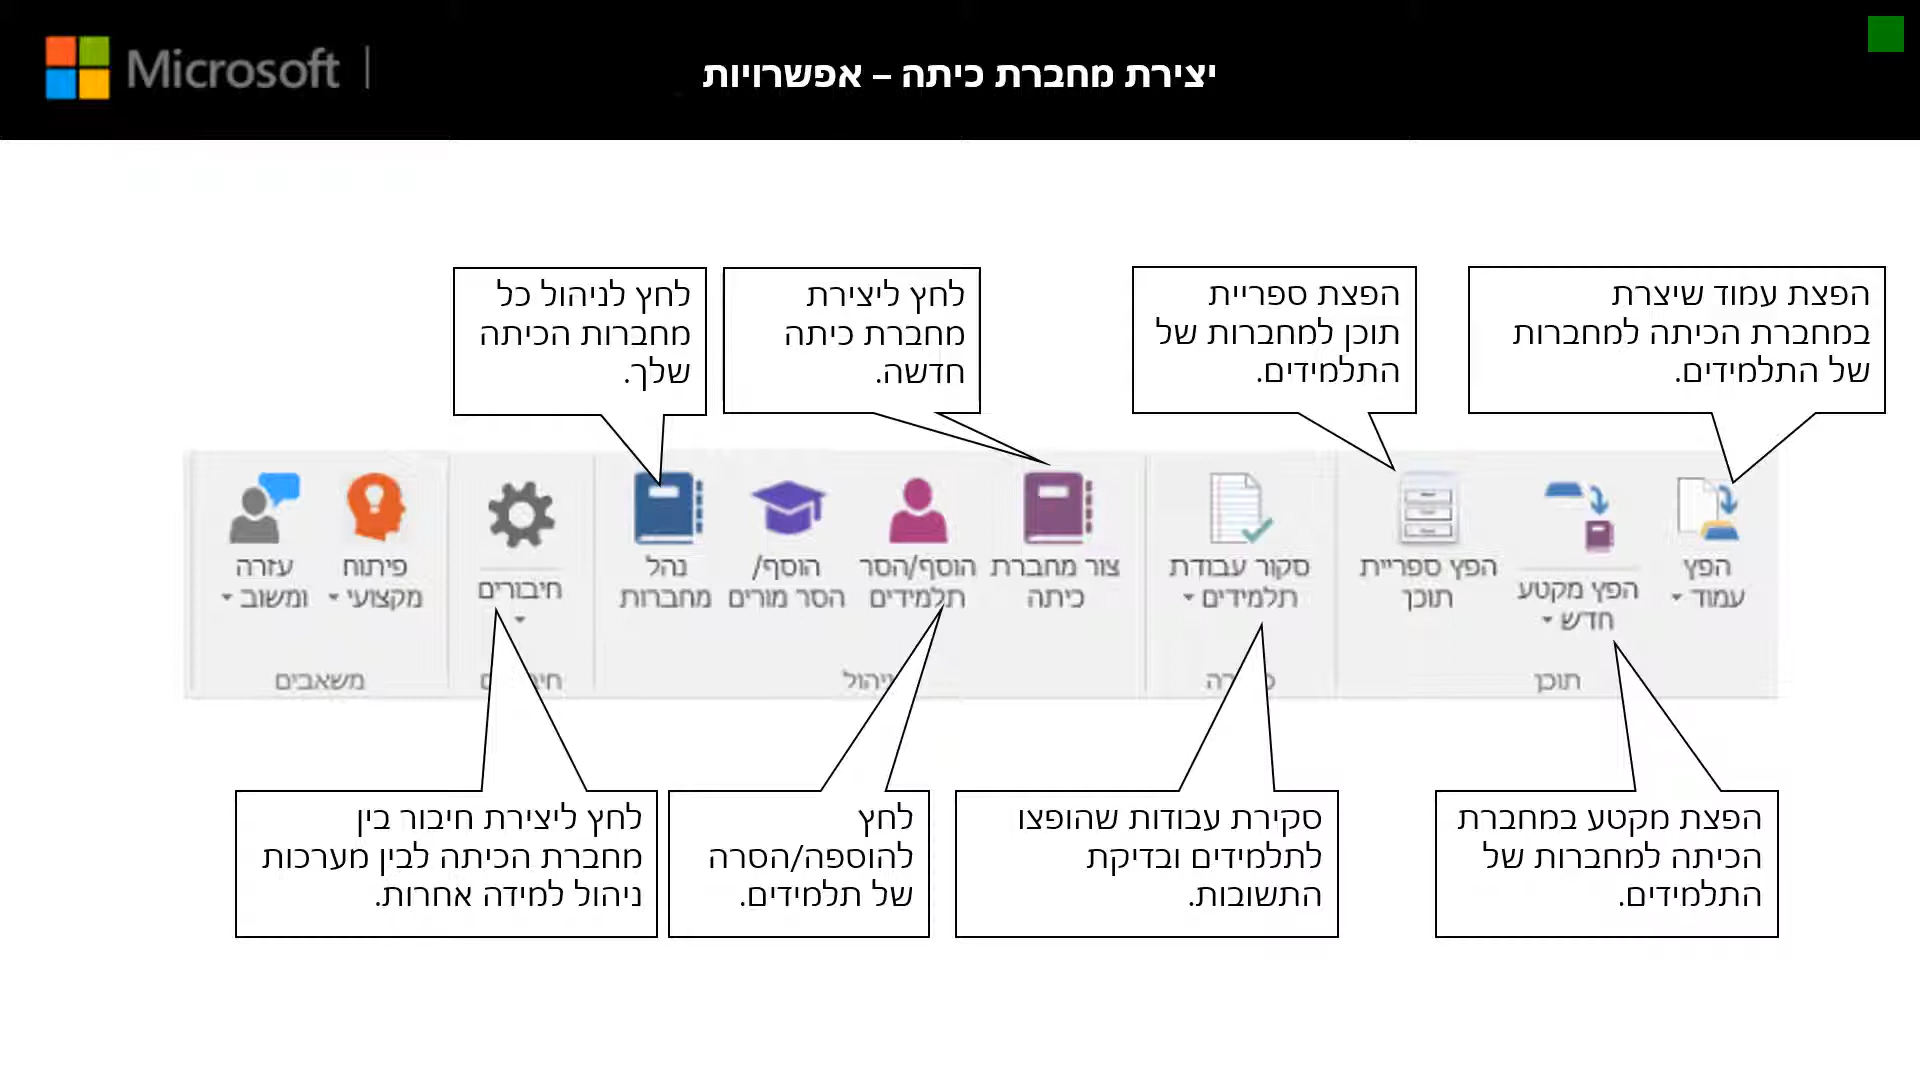 Microsoft
יצירת מחברת כיתה – אפשרויות
הפצת עמוד שיצרת
במחברת הכיתה למחברות
של התלמידים.
הפצת ספריית
תוכן למחברות של
התלמידים.
לחץ ליצירת
מחברת כיתה
חדשה.
לחץ לניהול כל
מחברות הכיתה
שלך.
הפץ
עמוד
הפץ מקטע
חדש
הפץ ספריית
תוכן
סקור עבודת
תלמידים
צור מחברת
כיתה
הוסף/הסר
תלמידים
הוסף/
הסר מורים
נהל
מחברות
חיבורים
פיתוח
מקצועי
עזרה
ומשוב
תוכן
ניהול
משאבים
הפצת מקטע במחברת
הכיתה למחברות של
התלמידים.
סקירת עבודות שהופצו
לתלמידים ובדיקת
התשובות.
לחץ
להוספה/הסרה
של תלמידים.
לחץ ליצירת חיבור בין
מחברת הכיתה לבין מערכות
ניהול למידה אחרות.